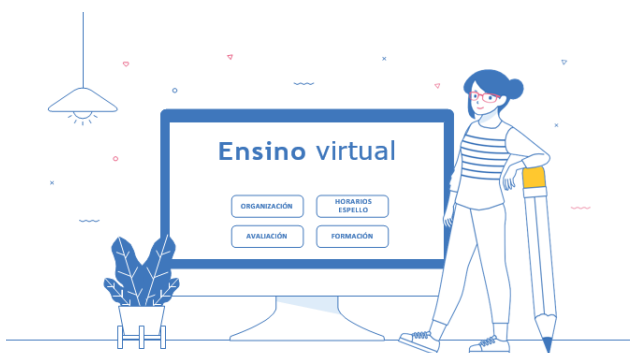 Ensino virtual
ORGANIZACIÓN
HORARIOS
ESPELLO
AVALIACIÓN
FORMACIÓN